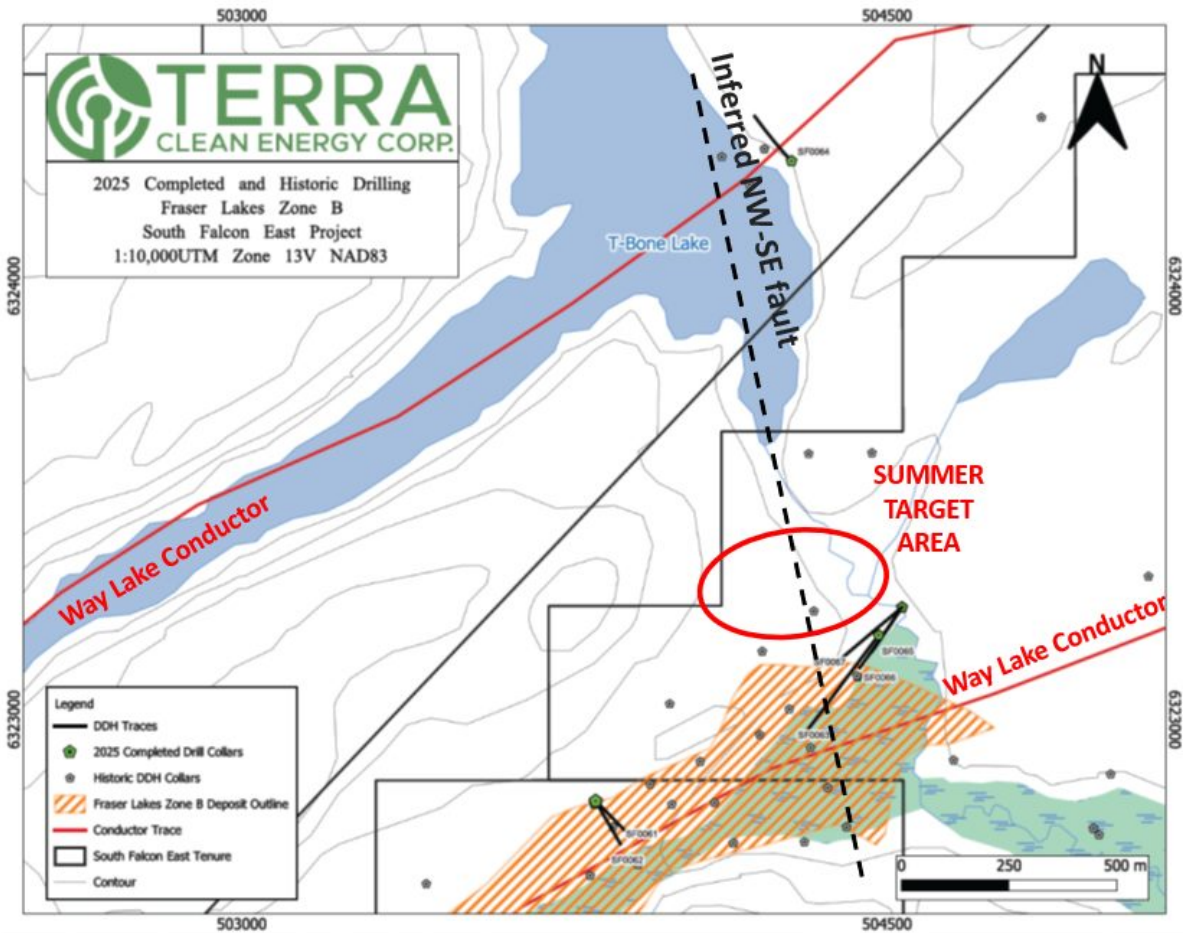 503000
504500
TERRA
CLEAN ENERGY CORP.
2025 Completed and Historic Drilling
Fraser Lakes Zone B
South Falcon East Project
1:10,000UTM Zone 13V NAD83
N
Inferred NW-SE fault
SF0064
T-Bone Lake
6324000
6324000
SUMMER
TARGET
AREA
Way Lake Conductor
Way Lake Conductor
SF0065
SF0067
SF0066
SF0063
6323000
6323000
Legend
DDH Traces
2025 Completed Drill Collars
Historic DDH Collars
Fraser Lakes Zone B Deposit Outline
Conductor Trace
South Falcon East Tenure
Contour
SF0061
SF0062
0 250 500 m
503000
504500